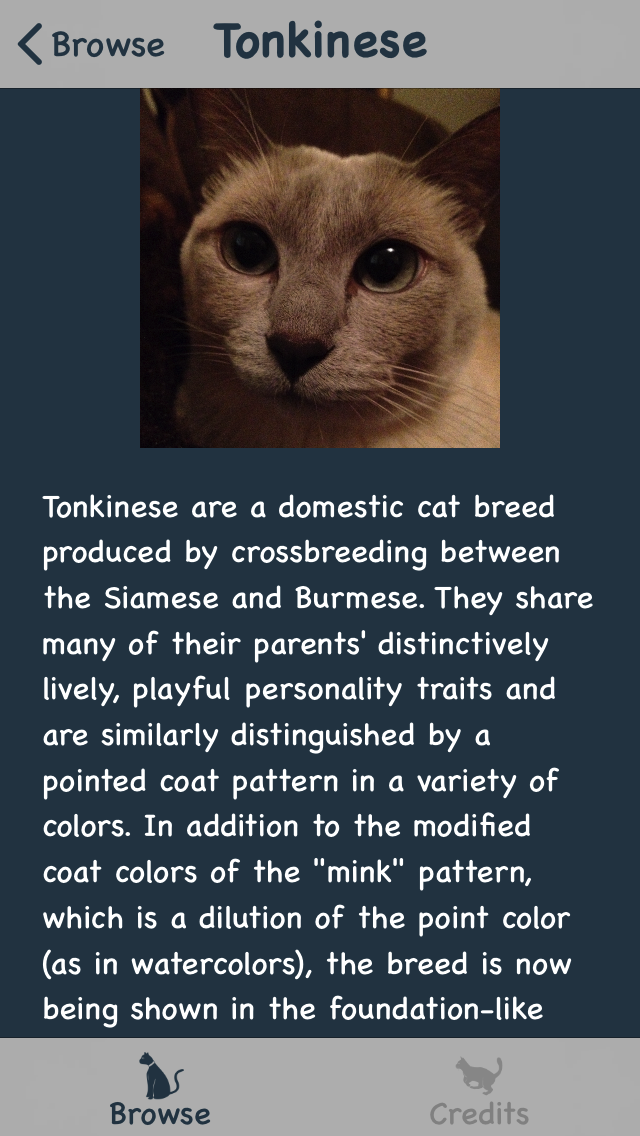 Browse Tonkinese
Tonkinese are a domestic cat breed
produced by crossbreeding between
the Siamese and Burmese. They share
many of their parents' distinctively
lively, playful personality traits and
are similarly distinguished by a
pointed coat pattern in a variety of
colors. In addition to the modified
coat colors of the "mink" pattern,
which is a dilution of the point color
(as in watercolors), the breed is now
being shown in the foundation-like
Browse Credits